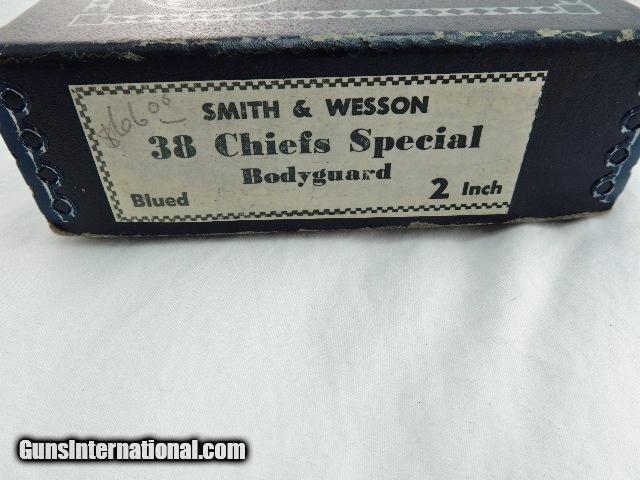 $66.00
SMITH & WESSON
38 Chiefs Special
Bodyguard
Blued 2 Inch
GunsInternational.com